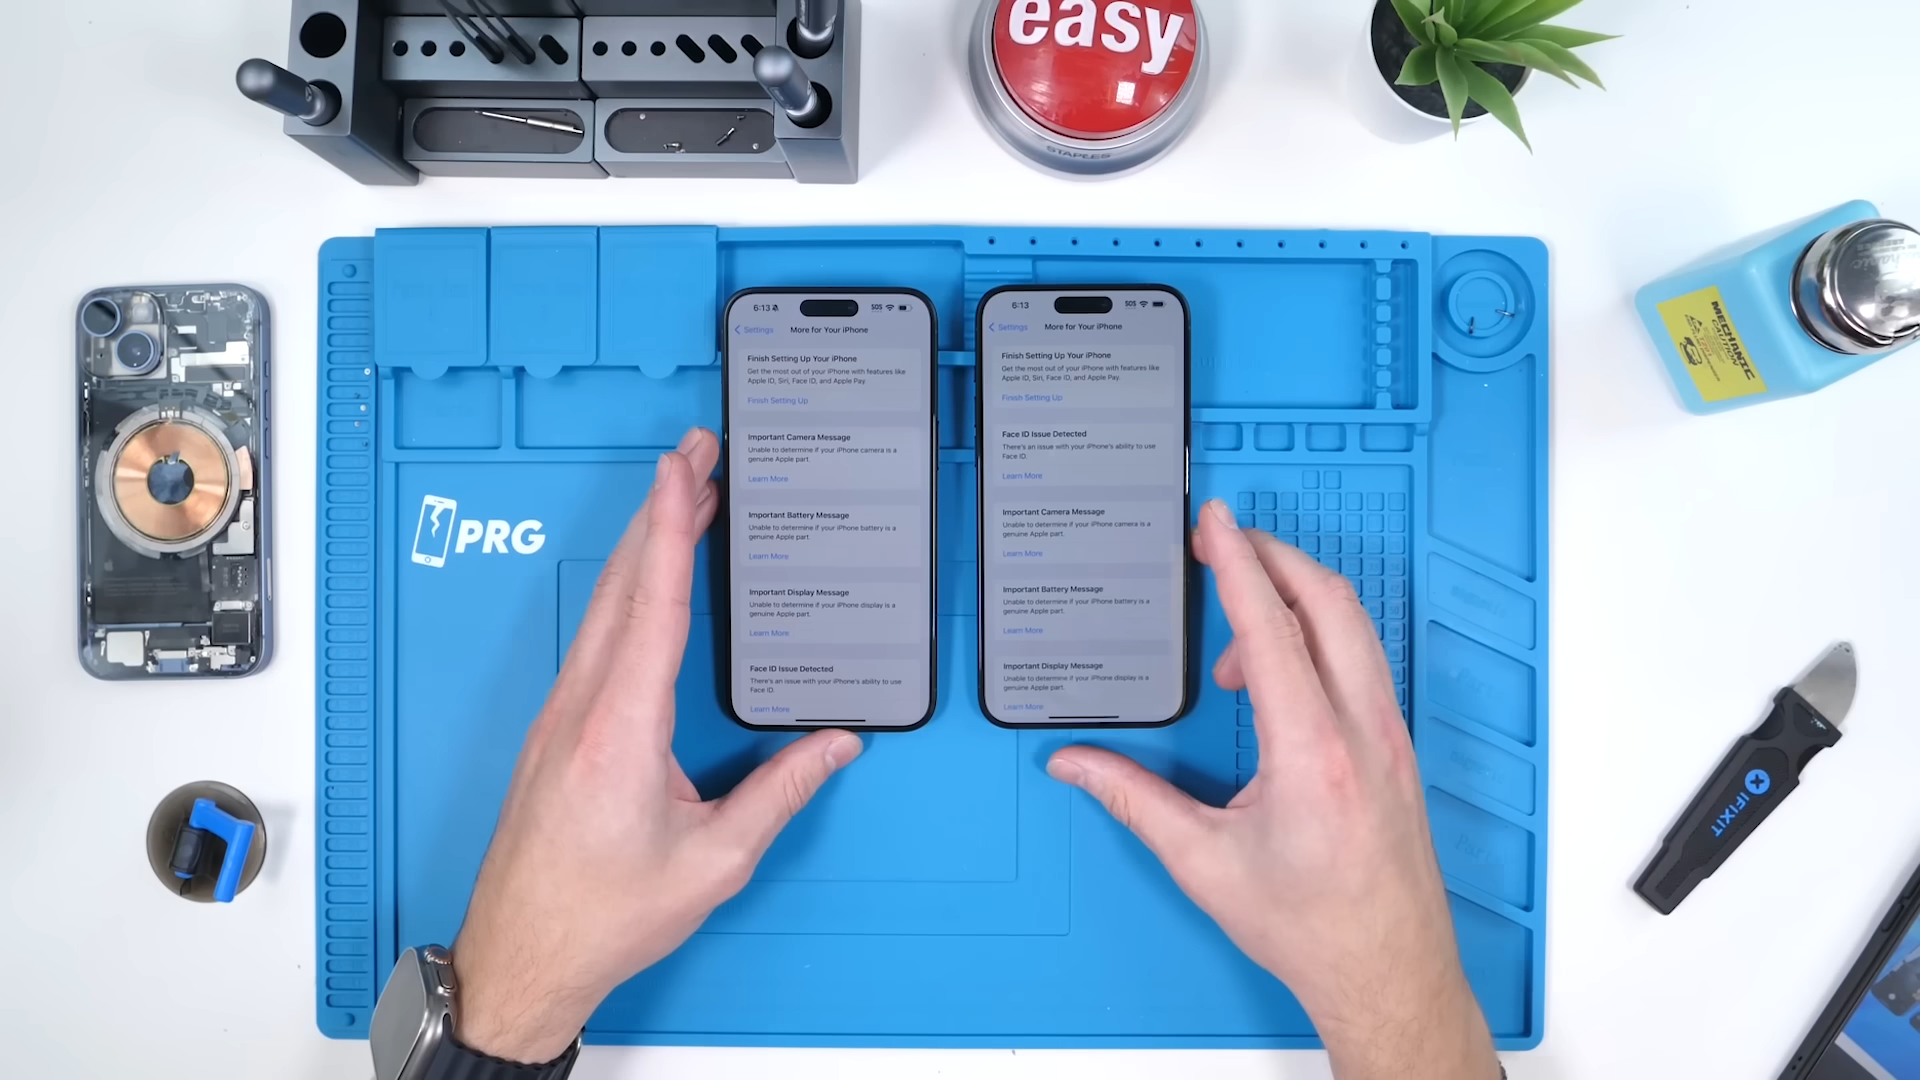 easy
STAPLES
MECHANIC
CAUTION
PRG
IFIXIT
6:13
SOS
Settings
More for Your iPhone
Finish Setting Up Your iPhone
Get the most out of your iPhone with features like
Apple ID, Siri, Face ID, and Apple Pay.
Finish Setting Up
Important Camera Message
Unable to determine if your iPhone camera is a
genuine Apple part.
Learn More
Important Battery Message
Unable to determine if your iPhone battery is a
genuine Apple part.
Learn More
Important Display Message
Unable to determine if your iPhone display is a
genuine Apple part.
Learn More
Face ID Issue Detected
There's an issue with your iPhone's ability to use
Face ID.
Learn More
6:13
SOS
Settings
More for Your iPhone
Finish Setting Up Your iPhone
Get the most out of your iPhone with features like
Apple ID, Siri, Face ID, and Apple Pay.
Finish Setting Up
Face ID Issue Detected
There's an issue with your iPhone's ability to use
Face ID.
Learn More
Important Camera Message
Unable to determine if your iPhone camera is a
genuine Apple part.
Learn More
Important Battery Message
Unable to determine if your iPhone battery is a
genuine Apple part.
Learn More
Important Display Message
Unable to determine if your iPhone display is a
genuine Apple part.
Learn More